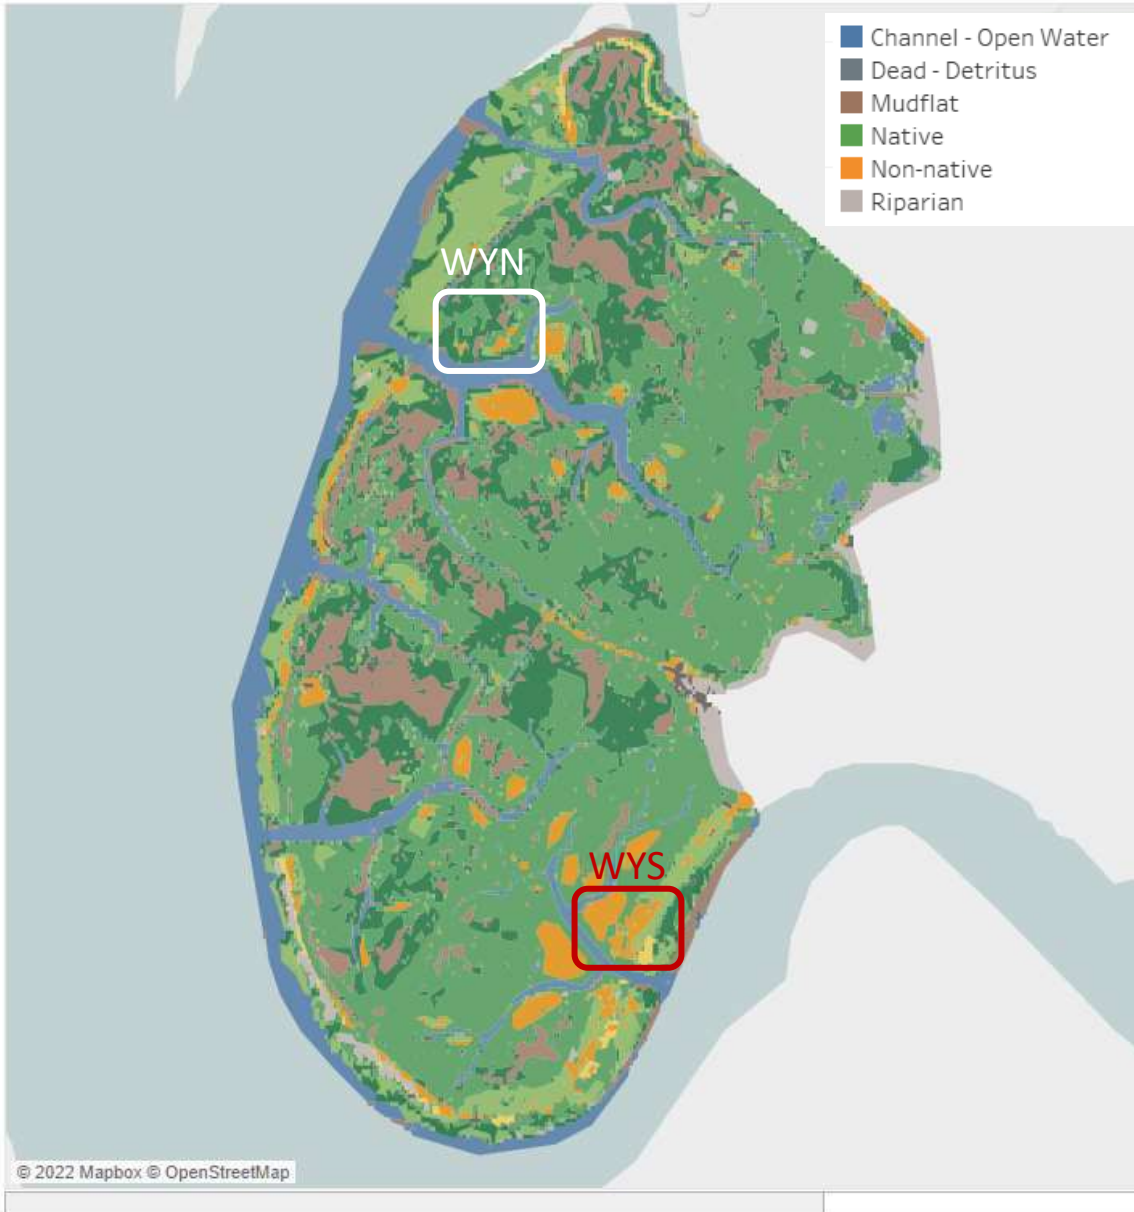 Channel - Open Water
Dead - Detritus
Mudflat
Native
Non-native
Riparian
WYN
WYS
© 2022 Mapbox © OpenStreetMap